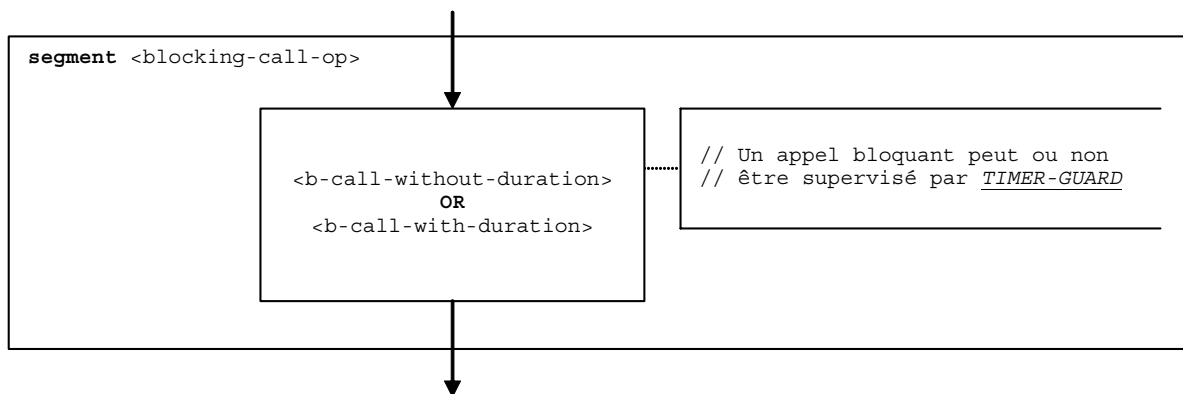 segment <blocking-call-op>
<b-call-without-duration>
OR
<b-call-with-duration>
// Un appel bloquant peut ou non
// être supervisé par TIMER-GUARD